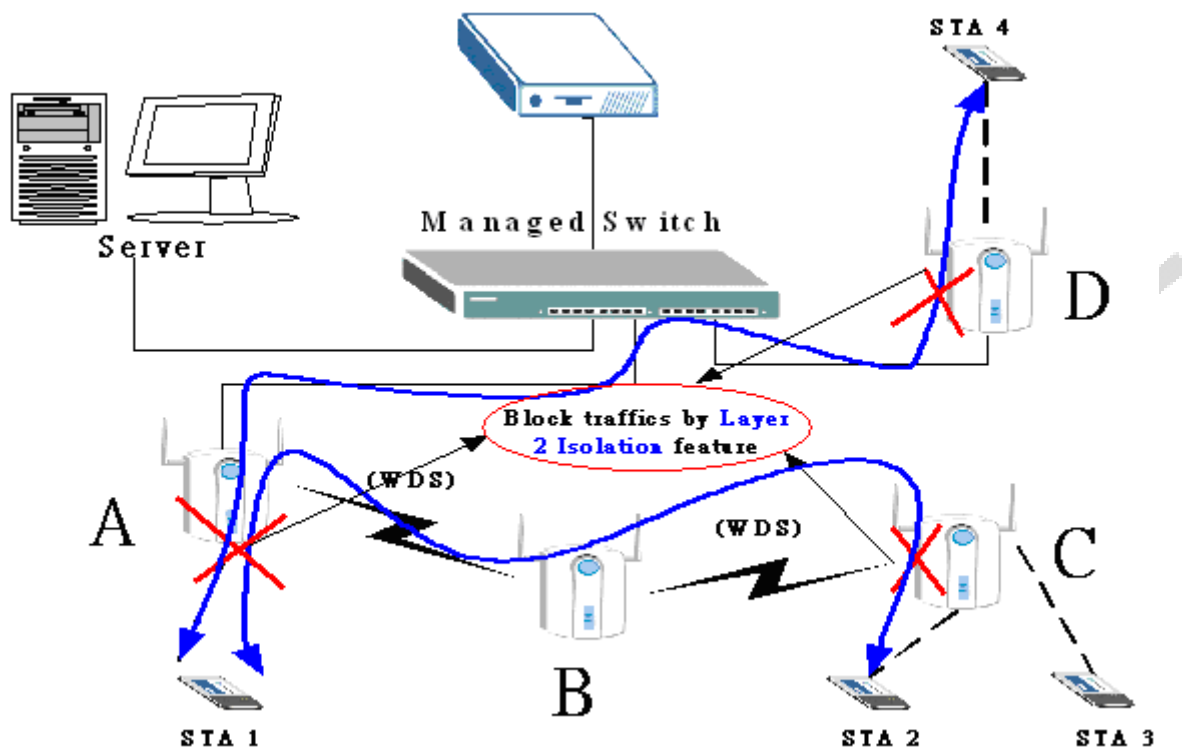 STA 4
Managed Switch
Server
D
Block traffics by Layer
2 Isolation feature
(WDS)
A
(WDS)
C
B
STA 1
STA 2
STA 3